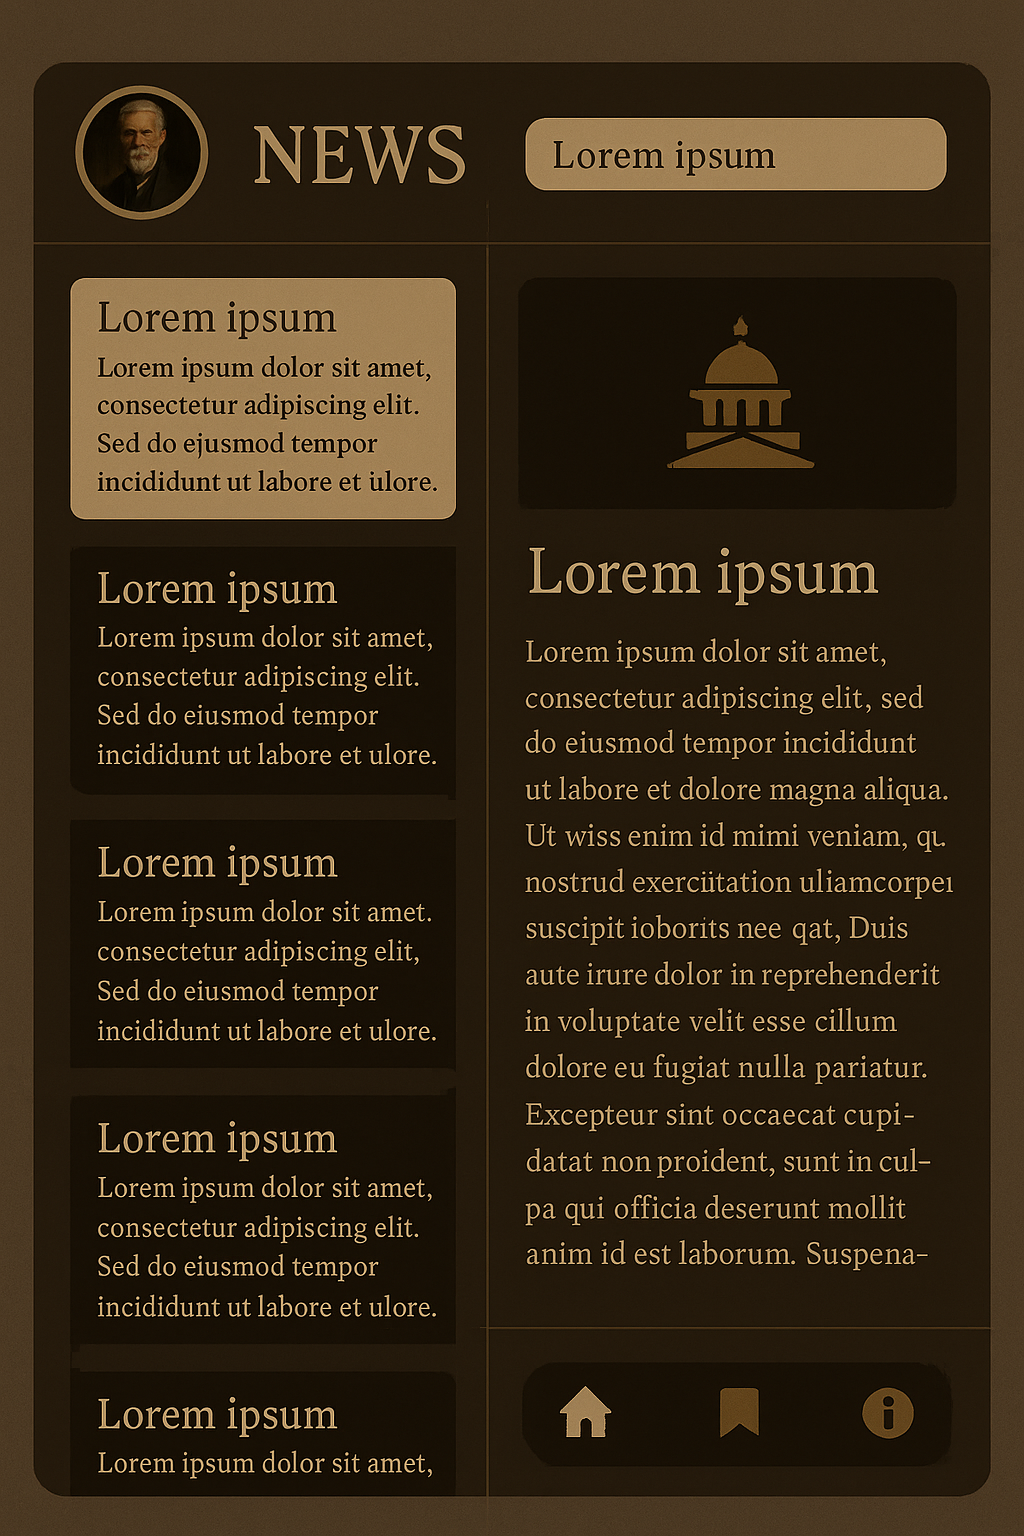 NEWS
Lorem ipsum
Lorem ipsum
Lorem ipsum dolor sit amet,
consectetur adipiscing elit.
Sed do ejusmod tempor
incididunt ut labore et ulore.
Lorem ipsum
Lorem ipsum dolor sit amet,
consectetur adipiscing elit.
Sed do eiusmod tempor
incididunt ut labore et ulore.
Lorem ipsum
Lorem ipsum dolor sit amet.
consectetur adipiscing elit,
Sed do eiusmod tempor
incididunt ut labore et ulore.
Lorem ipsum
Lorem ipsum dolor sit amet,
consectetur adipiscing elit.
Sed do eiusmod tempor
incididunt ut labore et ulore.
Lorem ipsum
Lorem ipsum dolor sit amet,
Lorem ipsum
Lorem ipsum dolor sit amet,
consectetur adipiscing elit, sed
do eiusmod tempor incididunt
ut labore et dolore magna aliqua.
Ut wiss enim id mimi veniam,
nostrud
suscipit ioborits nee qat, Duis
aute irure dolor in reprehenderit
in voluptate velit esse cillum
dolore eu fugiat nulla pariatur.
Excepteur sint occaecat cupi-
datat non proident, sunt in cul-
pa qui officia deserunt mollit
anim id est laborum. Suspena-